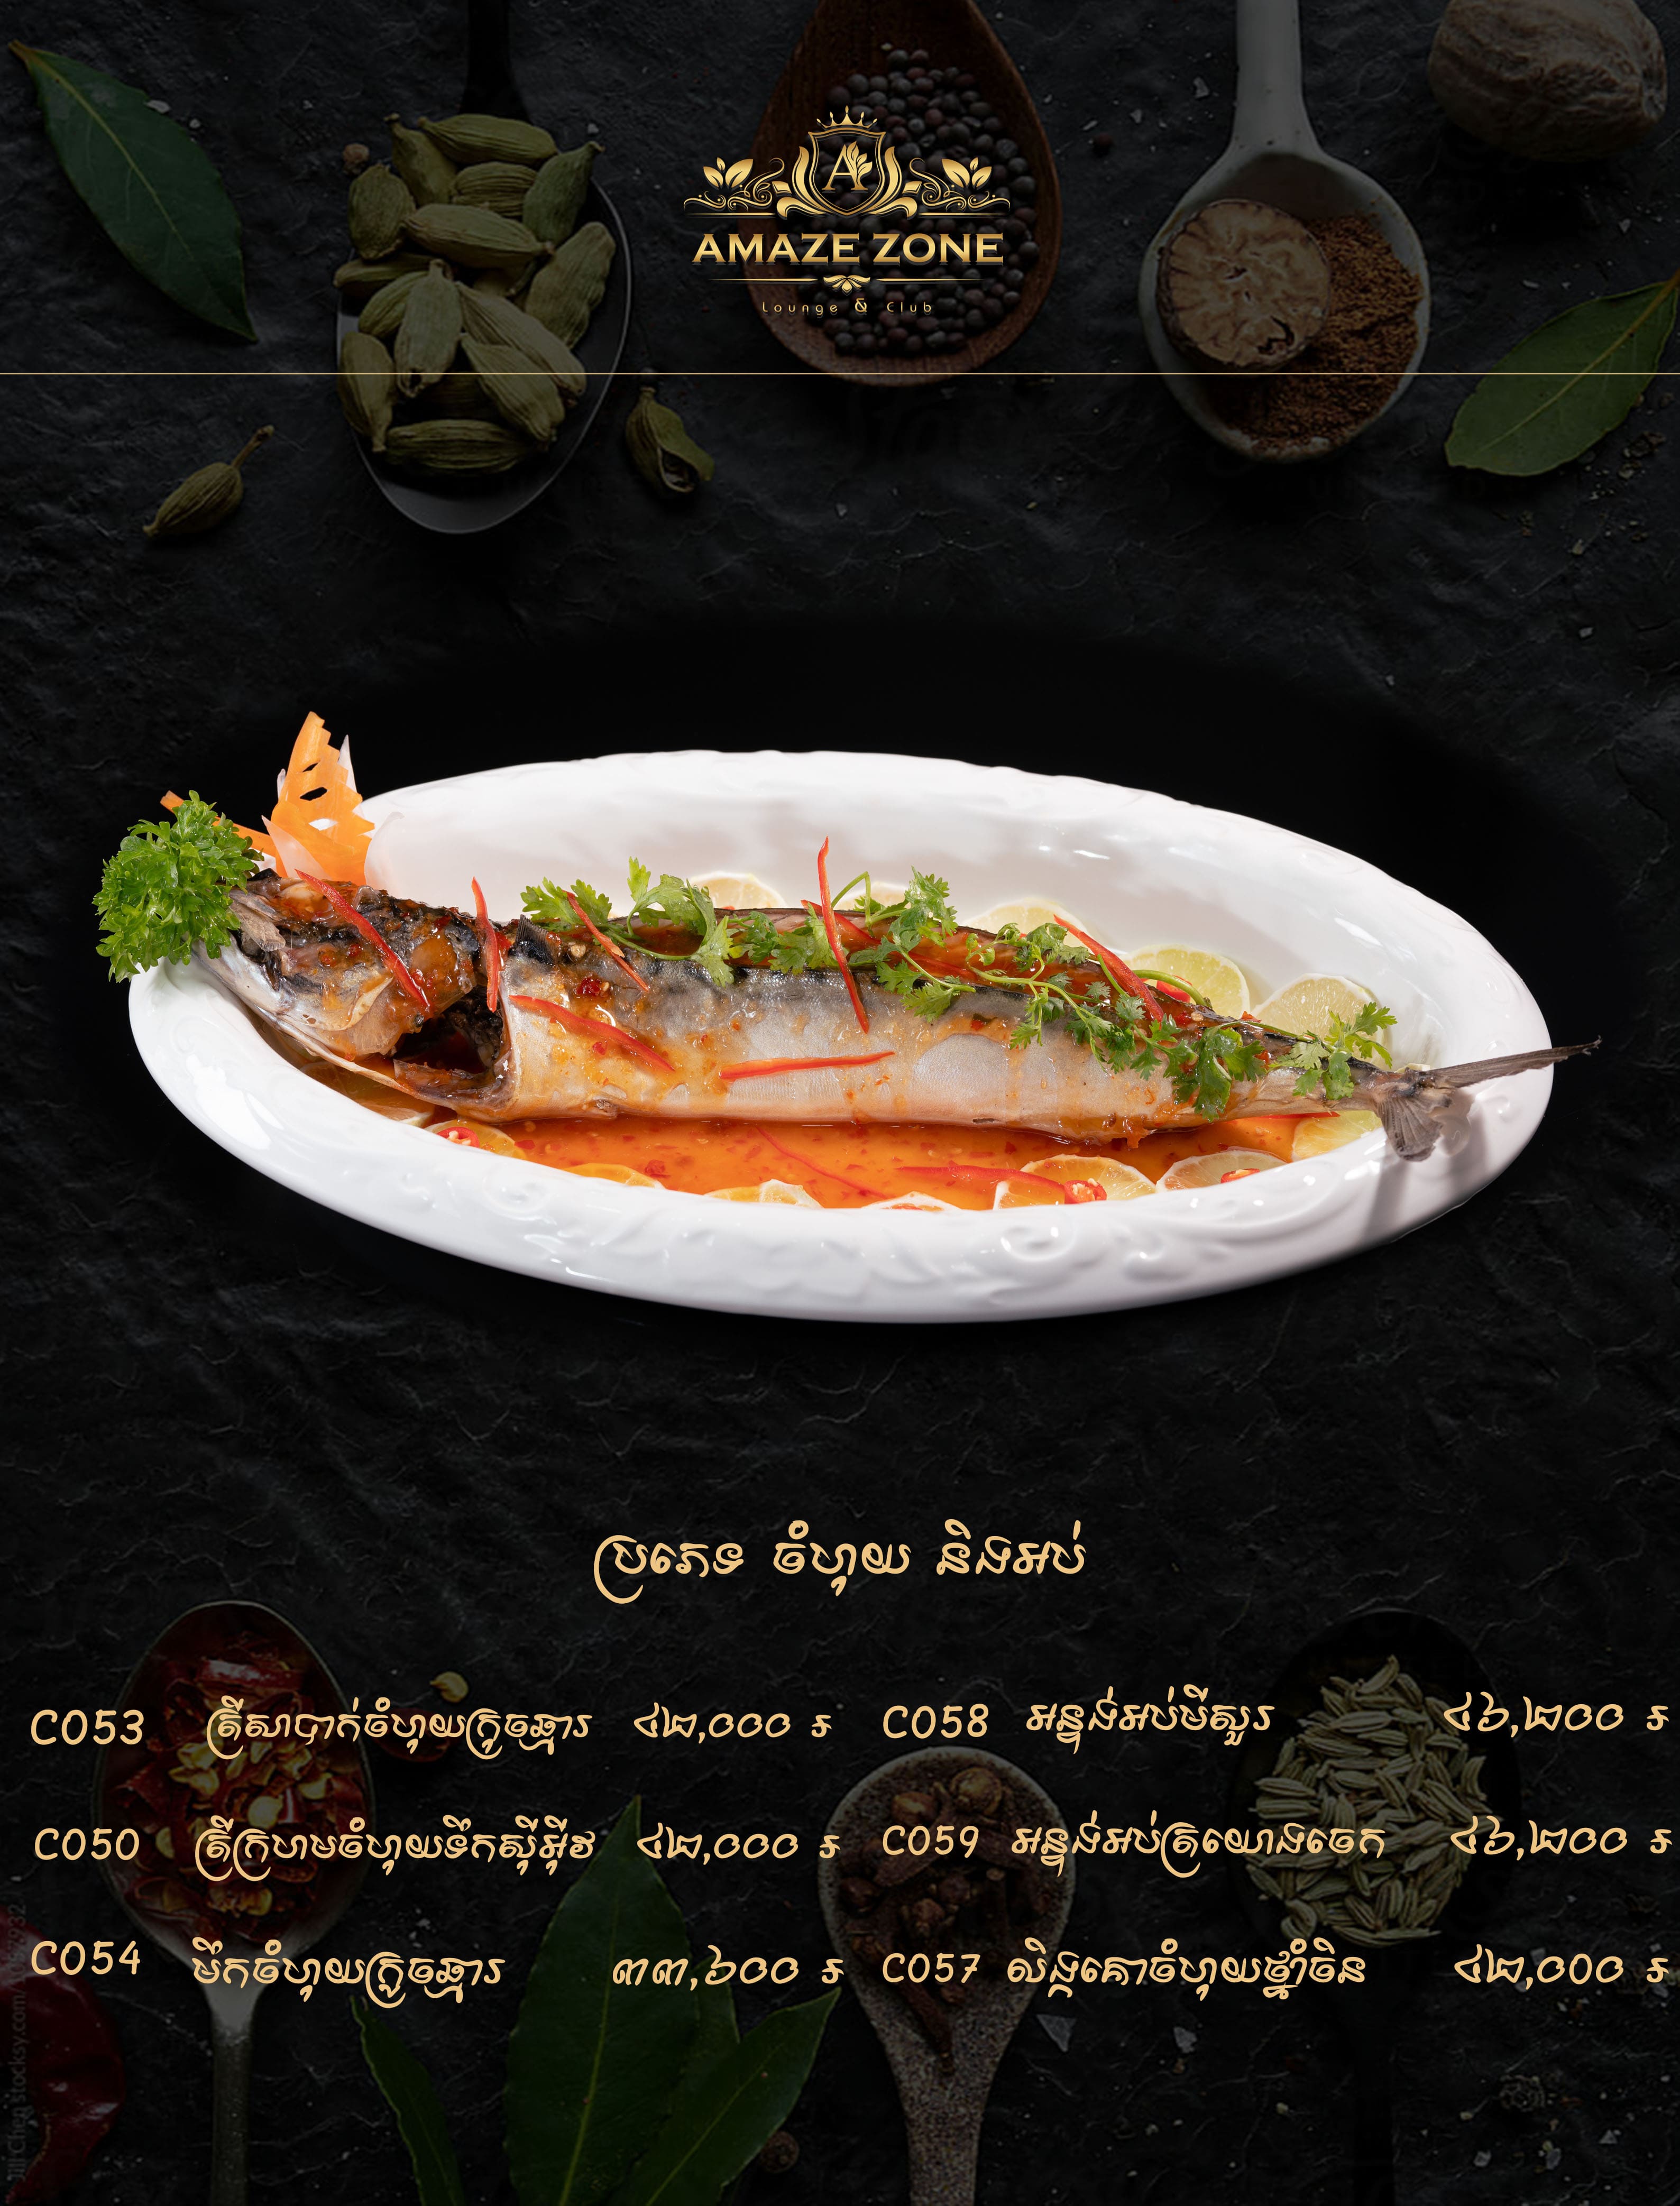 A
AMAZE ZONE
Lounge & Club
ប្រភេទ ចំហុយ និងអប់
C053 ត្រីសាបាក់ចំហុយក្រូចឆ្មារ ៤២,០០០ ៛
C050 ត្រីក្រហមចំហុយទឹកស៊ីអ៊ីវ ៤២,០០០ ៛
C054 មឹកចំហុយក្រូចឆ្មារ ៣៣,៦០០ ៛
C058 អន្ទង់អប់មីសួរ ៤៦,២០០ ៛
C059 អន្ទង់អប់ត្រយោងចេក ៤៦,២០០ ៛
C057 លិង្គគោចំហុយថ្នាំចិន ៤២,០០០ ៛